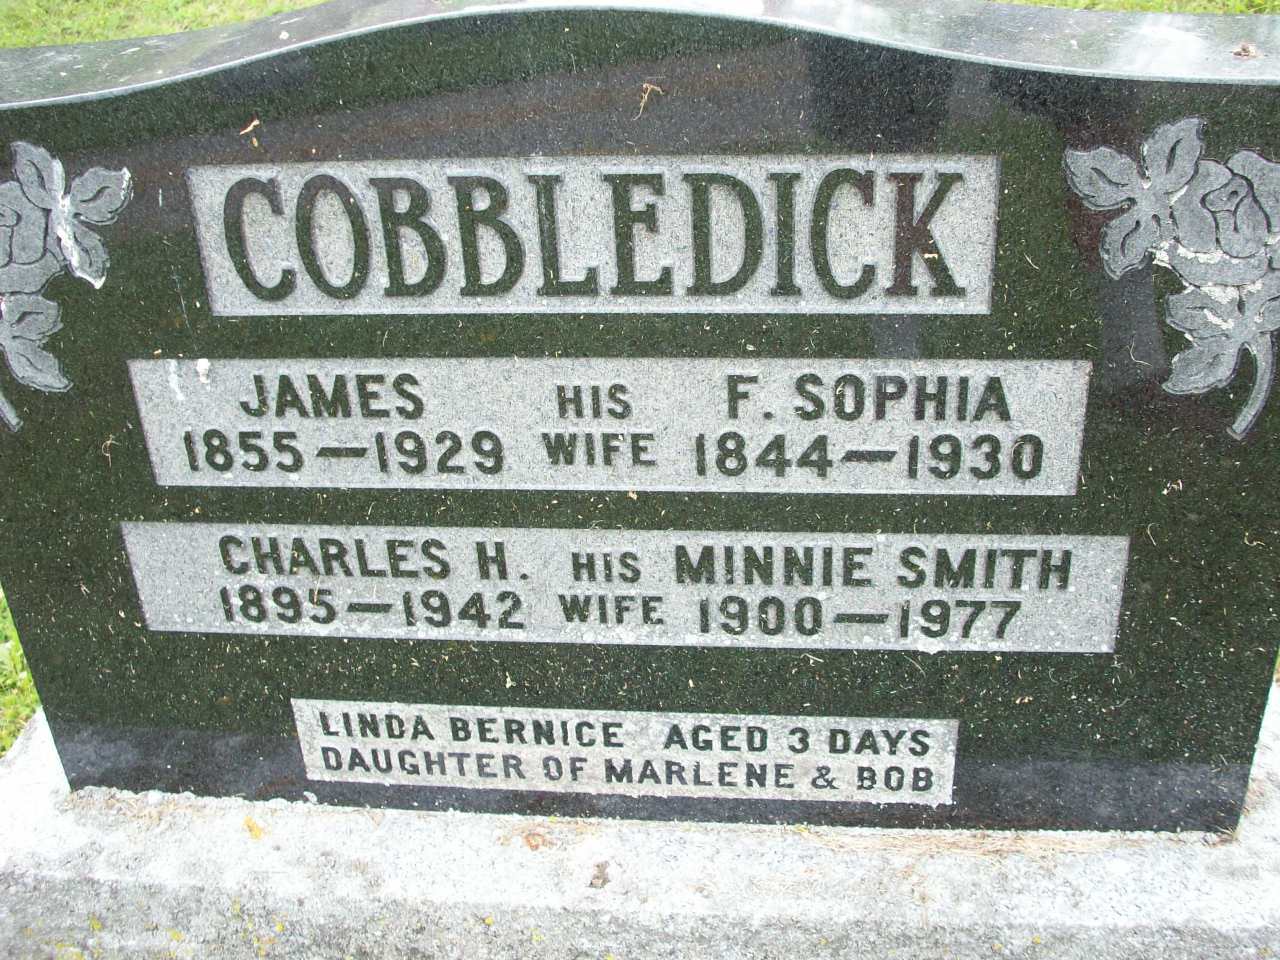 COBBLEDICK
JAMES HIS F. SOPHIA
1855—1929 WIFE 1844—1930
CHARLES H. HIS MINNIE SMITH
1895—1942 WIFE 1900—1977
LINDA BERNICE AGED 3 DAYS
DAUGHTER OF MARLENE & BOB